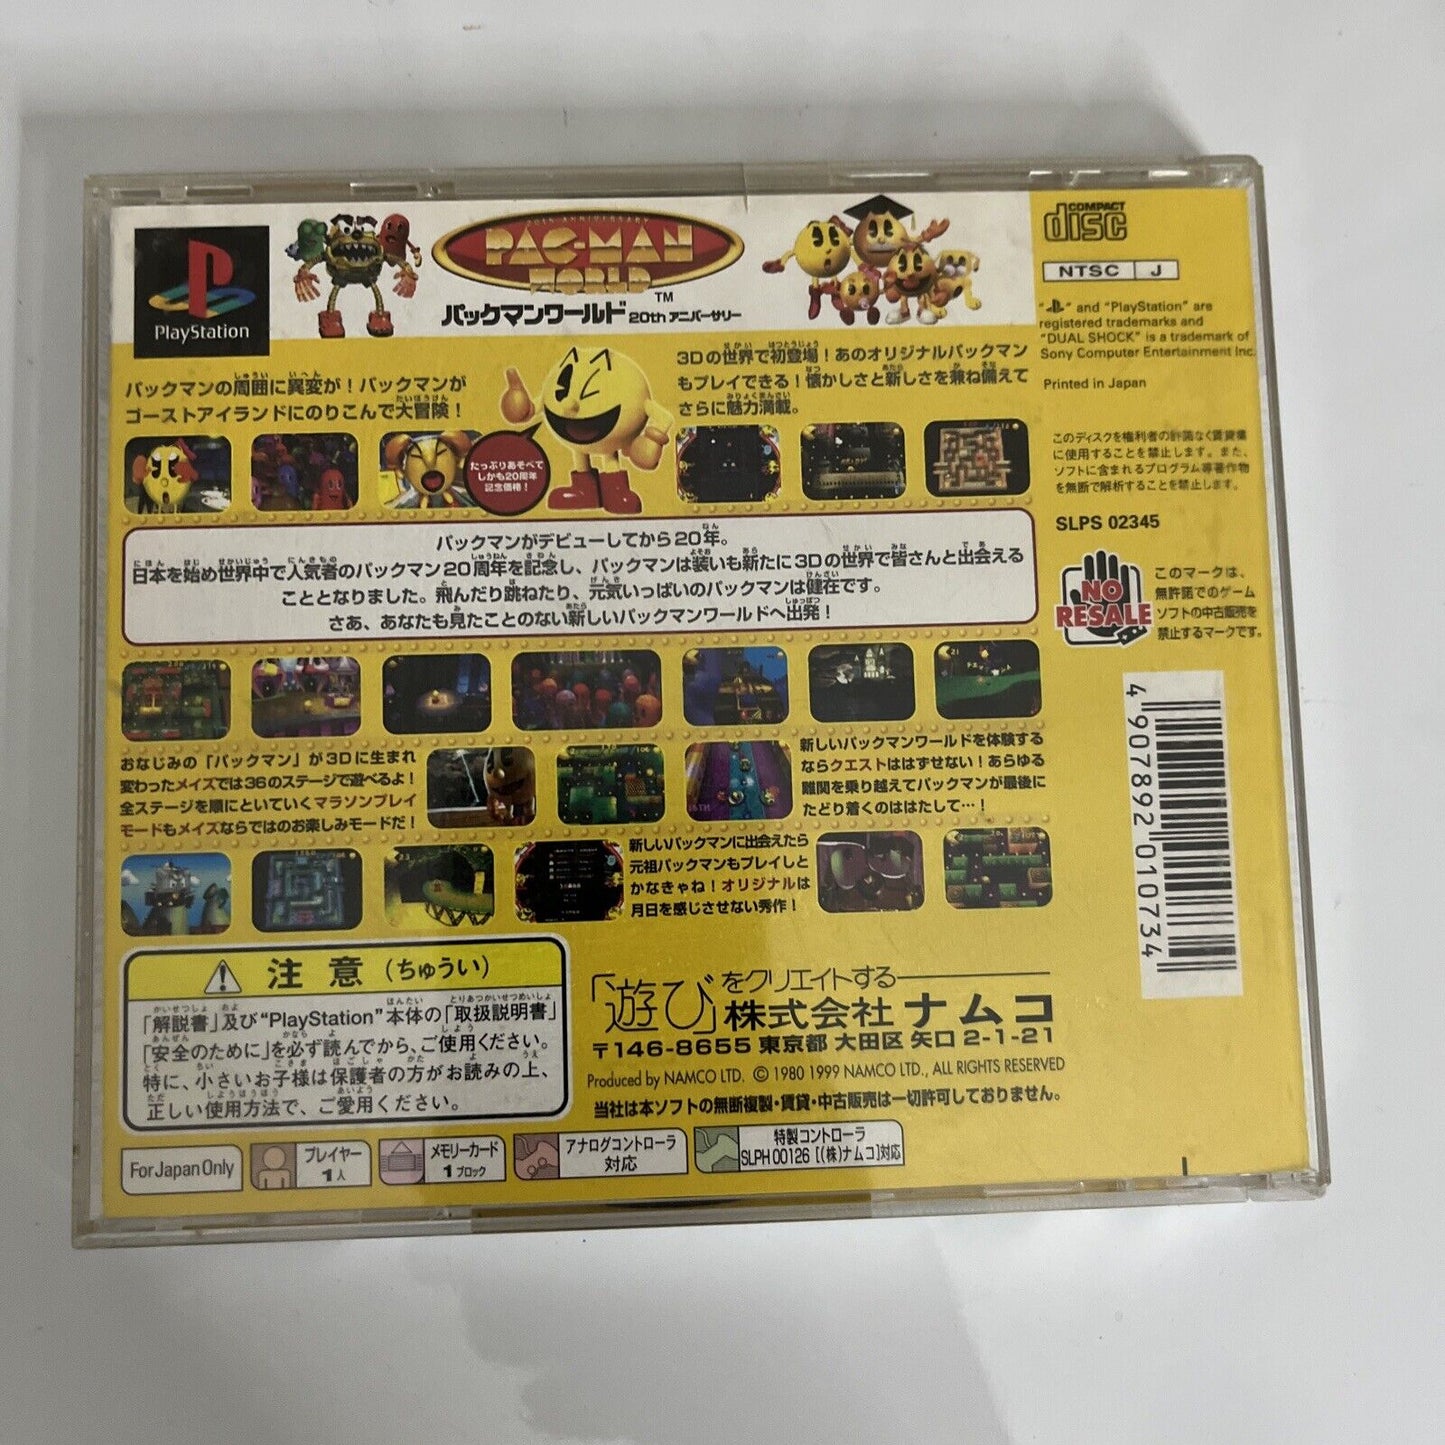 PlayStation
20TH ANNIVERSARY
PAC-MAN
WORLD
TM
パックマンワールド 20th アニバーサリー
COMPACT
disc
NTSC J
“ ” and “PlayStation” are
registered trademarks and
“DUAL SHOCK” is a trademark of
Sony Computer Entertainment Inc.
Printed in Japan
パックマンの周囲に異変が！パックマンが
ゴーストアイランドにのりこんで大冒険！
たっぷりあそべて
しかも20周年
記念価格！
3Dの世界で初登場！あのオリジナルパックマン
もプレイできる！懐かしさと新しさを兼ね備えて
さらに魅力満載。
このディスクを権利者の許諾なく賃貸業
に使用することを禁止します。また、
ソフトに含まれるプログラム等著作物
を無断で解析することを禁止します。
SLPS 02345
NO
RESALE
このマークは、
無許諾でのゲーム
ソフトの中古販売を
禁止するマークです。
パックマンがデビューしてから20年。
日本を始め世界中で人気者のパックマン20周年を記念し、パックマンは装いも新たに3Dの世界で皆さんと出会える
こととなりました。飛んだり跳ねたり、元気いっぱいのパックマンは健在です。
さあ、あなたも見たことのない新しいパックマンワールドへ出発！
おなじみの「パックマン」が3Dに生まれ
変わったメイズでは36のステージで遊べるよ！
全ステージを順にといていくマラソンプレイ
モードもメイズならではのお楽しみモードだ！
新しいパックマンワールドを体験する
ならクエストははずせない！あらゆる
難関を乗り越えてパックマンが最後に
たどり着くのははたして…！
新しいパックマンに出会えたら
元祖パックマンもプレイしと
かなきゃね！オリジナルは
月日を感じさせない秀作！
4 907892 010734
注意（ちゅうい）
「解説書」及び“PlayStation”本体の「取扱説明書」
「安全のために」を必ず読んでから、ご使用ください。
特に、小さいお子様は保護者の方がお読みの上、
正しい使用方法で、ご愛用ください。
「遊び」をクリエイトする
株式会社 ナムコ
〒146-8655 東京都 大田区 矢口 2-1-21
Produced by NAMCO LTD. © 1980 1999 NAMCO LTD., ALL RIGHTS RESERVED
当社は本ソフトの無断複製・賃貸・中古販売は一切許可しておりません。
For Japan Only
プレイヤー
1人
メモリーカード
1ブロック
アナログコントローラ
対応
特製コントローラ
SLPH 00126 [(株)ナムコ]対応